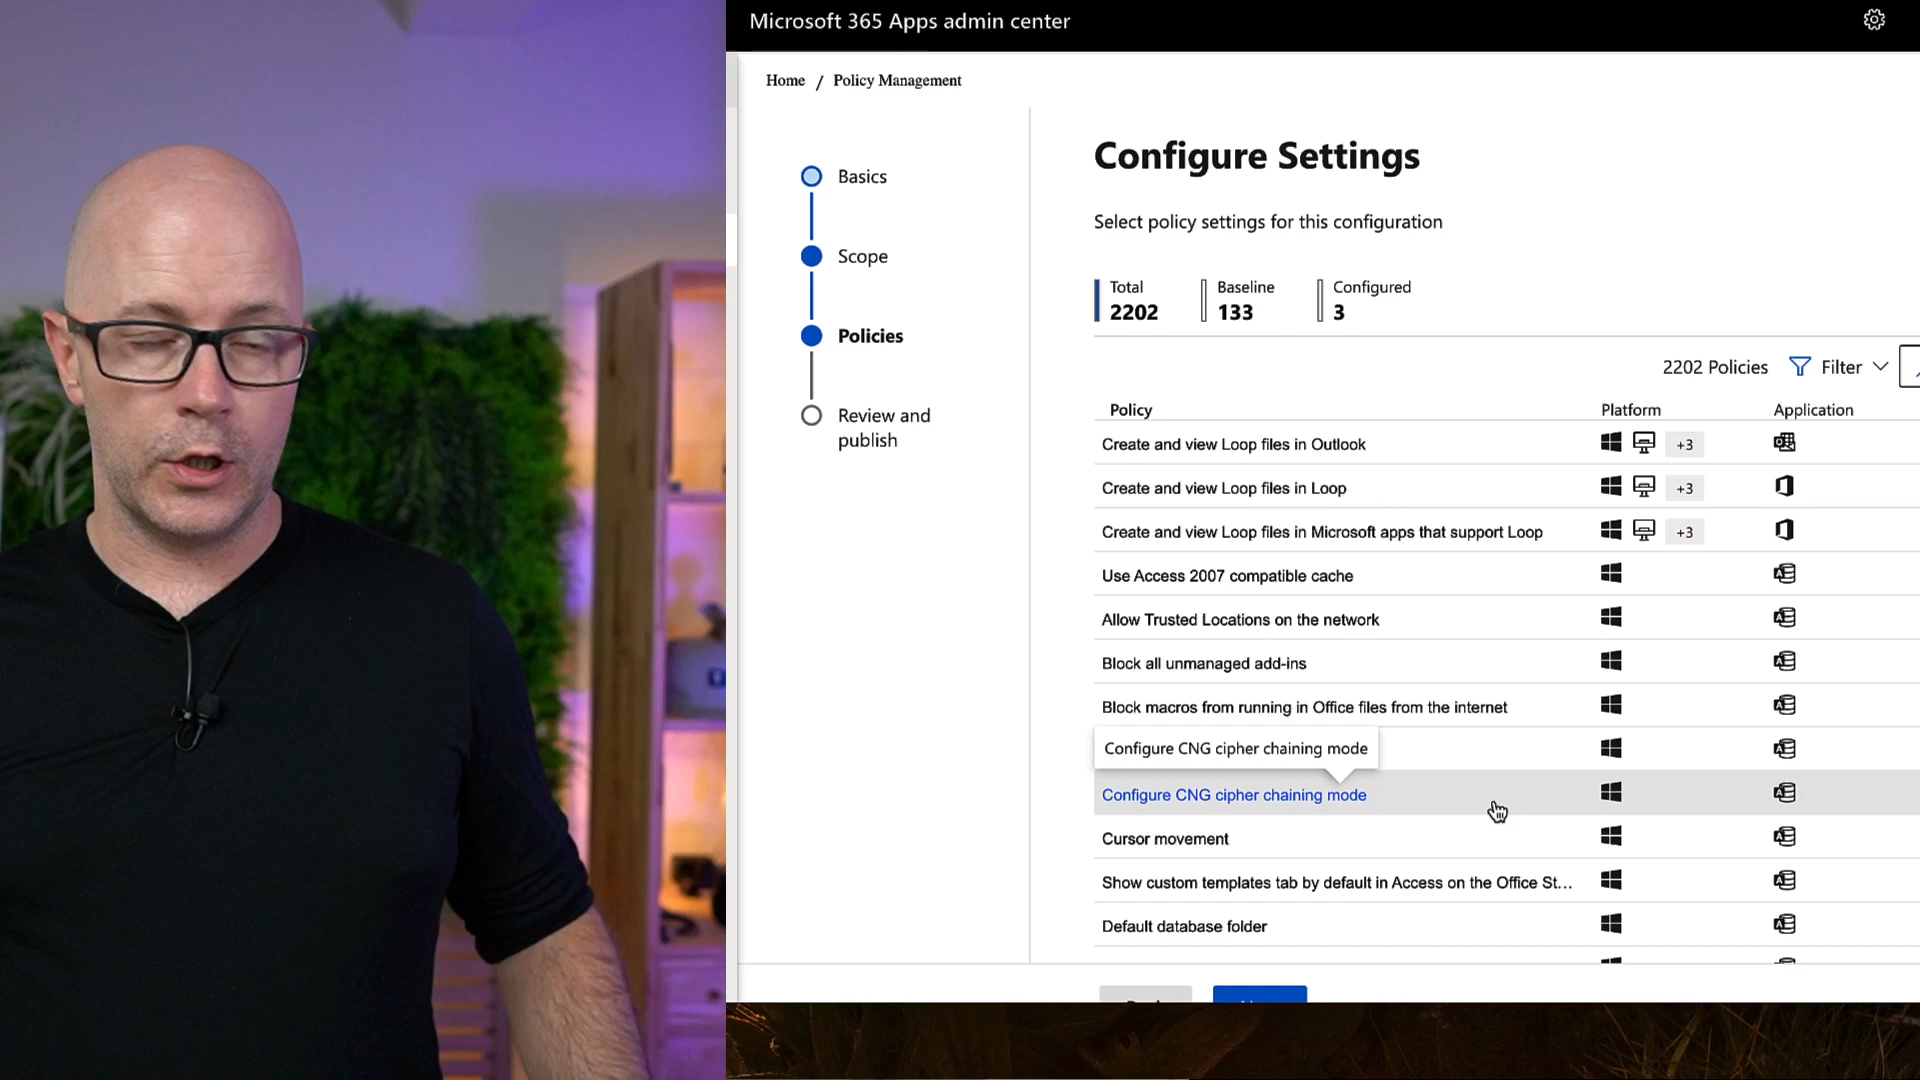 Microsoft 365 Apps admin center
Home / Policy Management
Basics
Scope
Policies
Review and
publish
Configure Settings
Select policy settings for this configuration
Total
2202
Baseline
133
Configured
3
2202 Policies
Filter
Policy
Platform
Application
Create and view Loop files in Outlook
+3
Create and view Loop files in Loop
+3
Create and view Loop files in Microsoft apps that support Loop
+3
Use Access 2007 compatible cache
Allow Trusted Locations on the network
Block all unmanaged add-ins
Block macros from running in Office files from the internet
Configure CNG cipher chaining mode
Configure CNG cipher chaining mode
Cursor movement
Show custom templates tab by default in Access on the Office St...
Default database folder